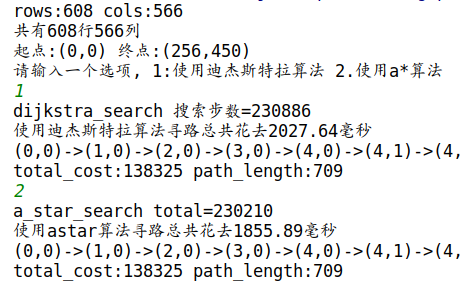 rows:608 cols:566
共有608行566列
起点:(0,0) 终点:(256,450)
请输入一个选项, 1:使用迪杰斯特拉算法 2.使用a*算法
1
dijkstra_search 搜索步数=230886
使用迪杰斯特拉算法寻路总共花去2027.64毫秒
(0,0)->(1,0)->(2,0)->(3,0)->(4,0)->(4,1)->(4,
total_cost:138325 path_length:709
2
a_star_search total=230210
使用astar算法寻路总共花去1855.89毫秒
(0,0)->(1,0)->(2,0)->(3,0)->(4,0)->(4,1)->(4,
total_cost:138325 path_length:709